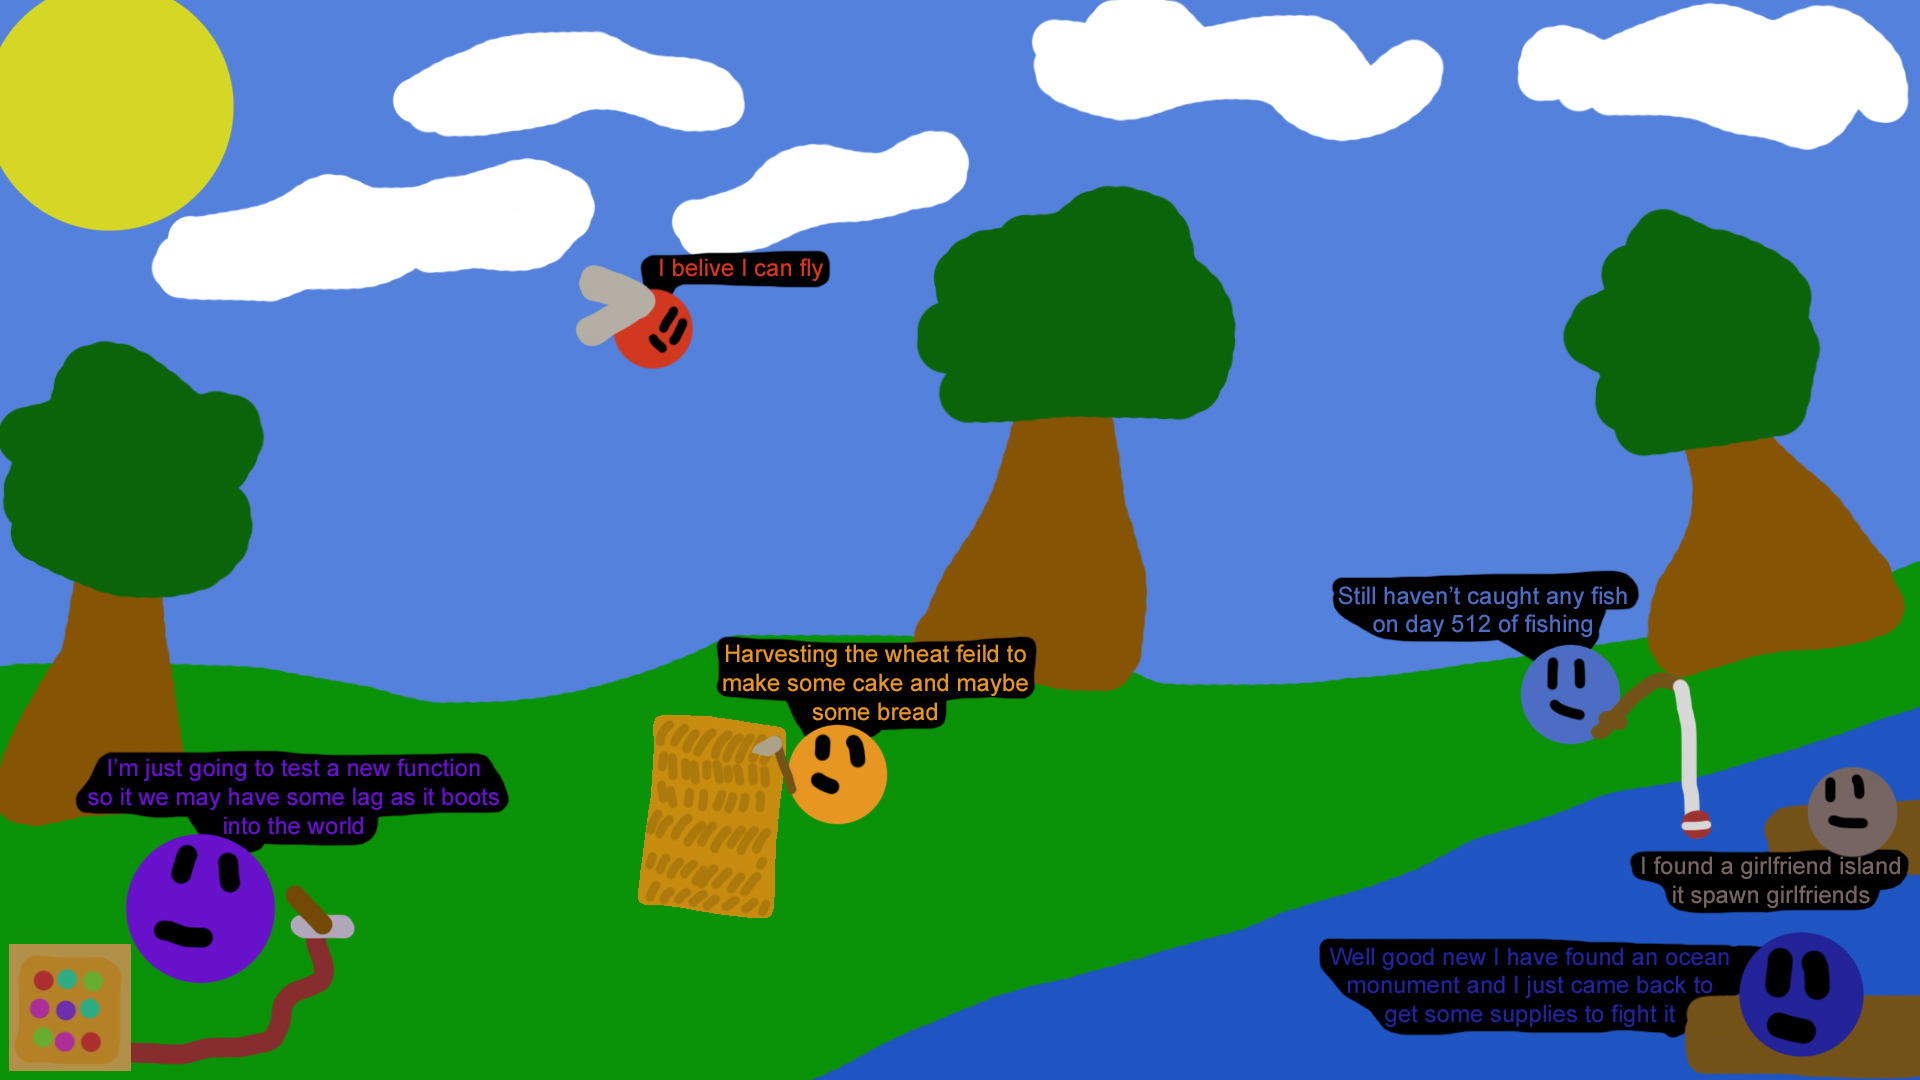 I belive I can fly
Still haven't caught any fish
on day 512 of fishing
Harvesting the wheat feild to
make some cake and maybe
some bread
I'm just going to test a new function
so it we may have some lag as it boots
into the world
I found a girlfriend island
it spawn girlfriends
Well good new I have found an ocean
monument and I just came back to
get some supplies to fight it